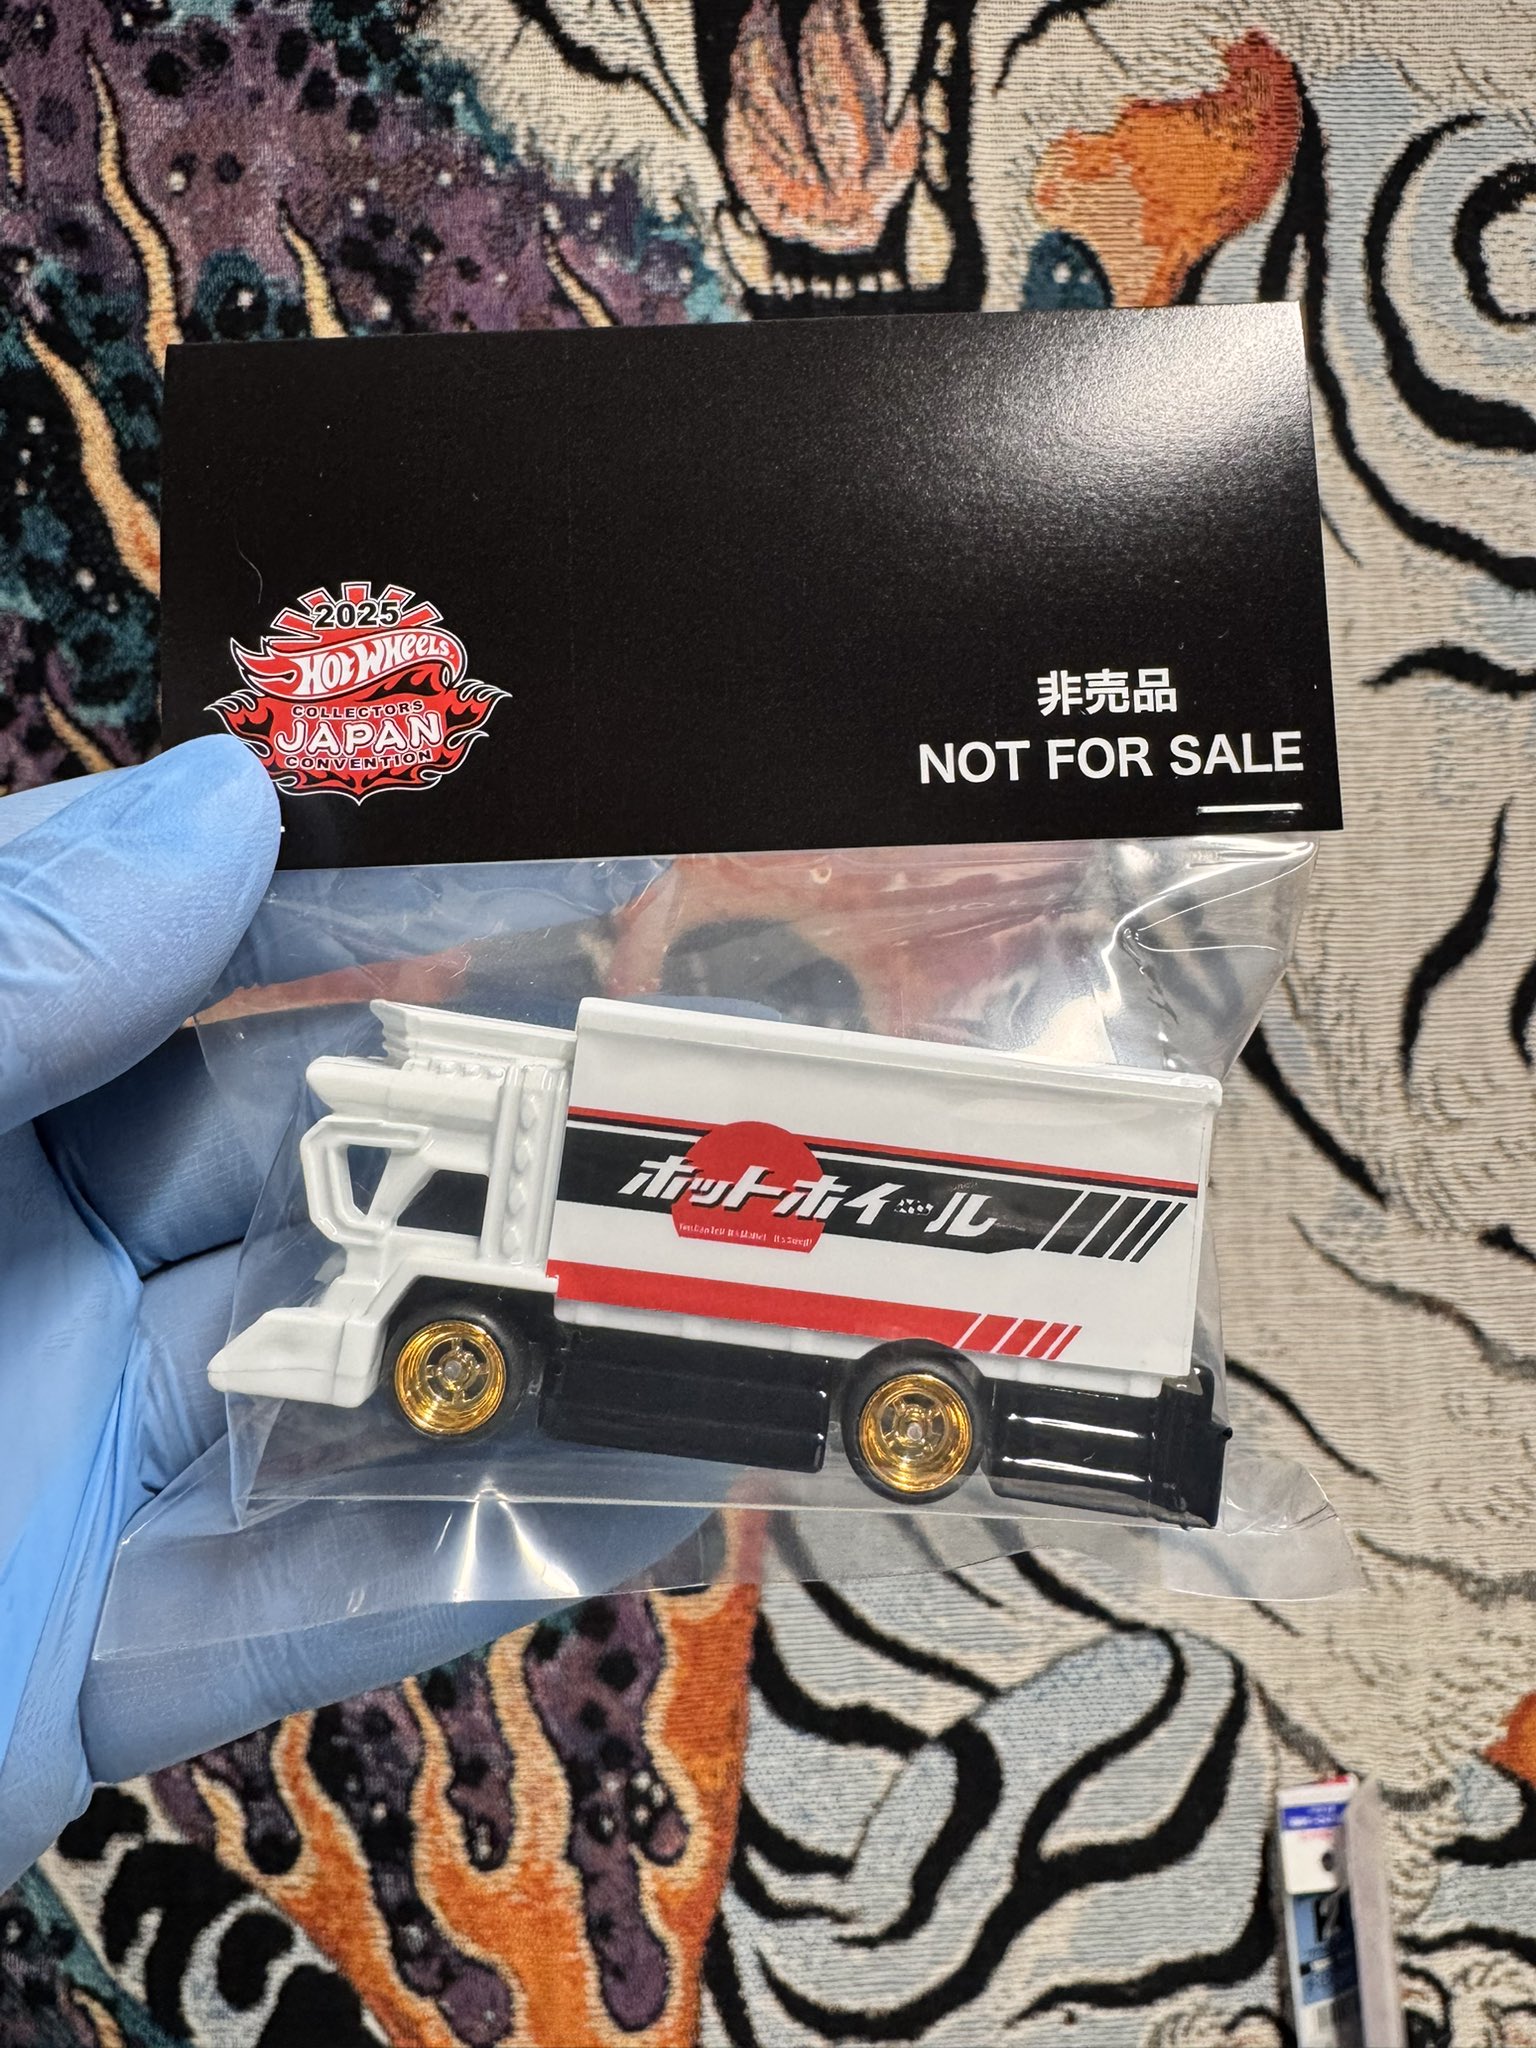 2025
HOT WHEELS
COLLECTORS
JAPAN
CONVENTION
非売品
NOT FOR SALE
ホットホイール